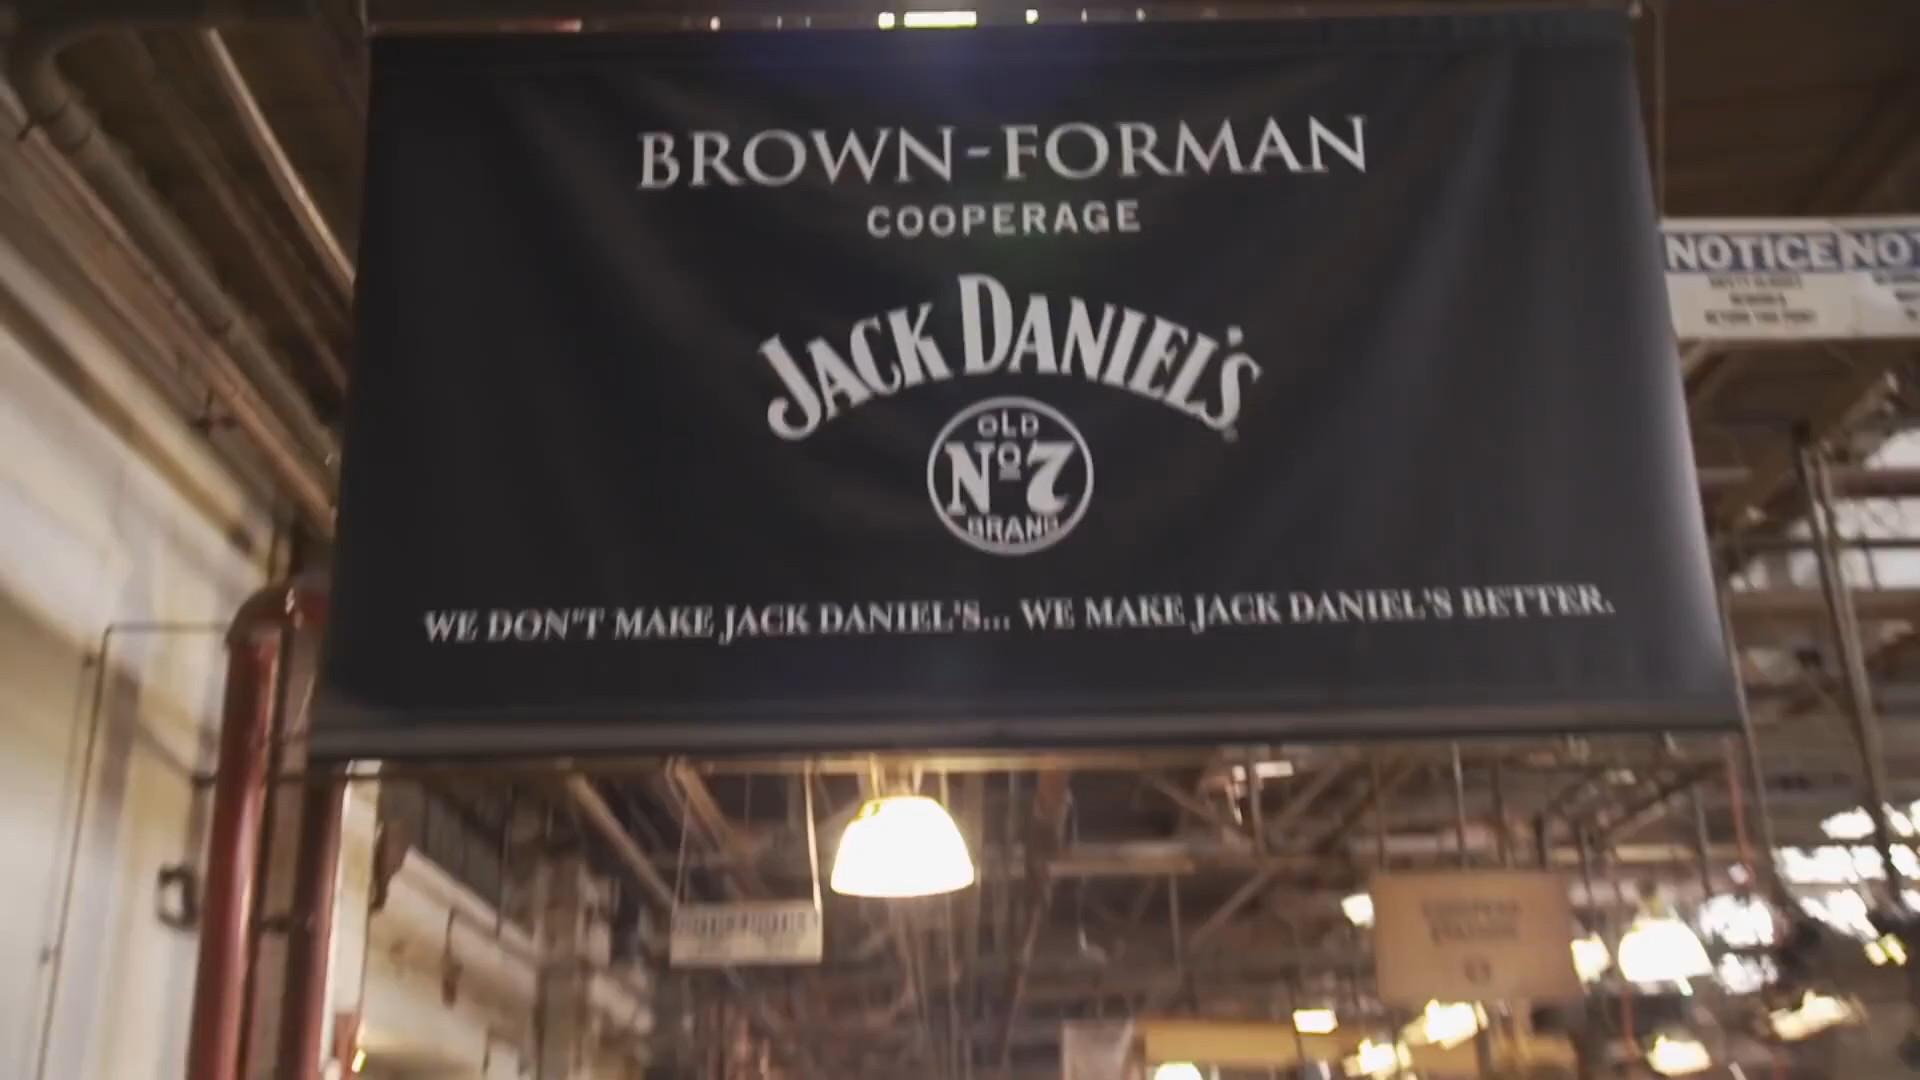 BROWN-FORMAN
COOPERAGE
JACK DANIEL'S
OLD
Nº7
BRAND
WE DON'T MAKE JACK DANIEL'S... WE MAKE JACK DANIEL'S BETTER.
NOTICE